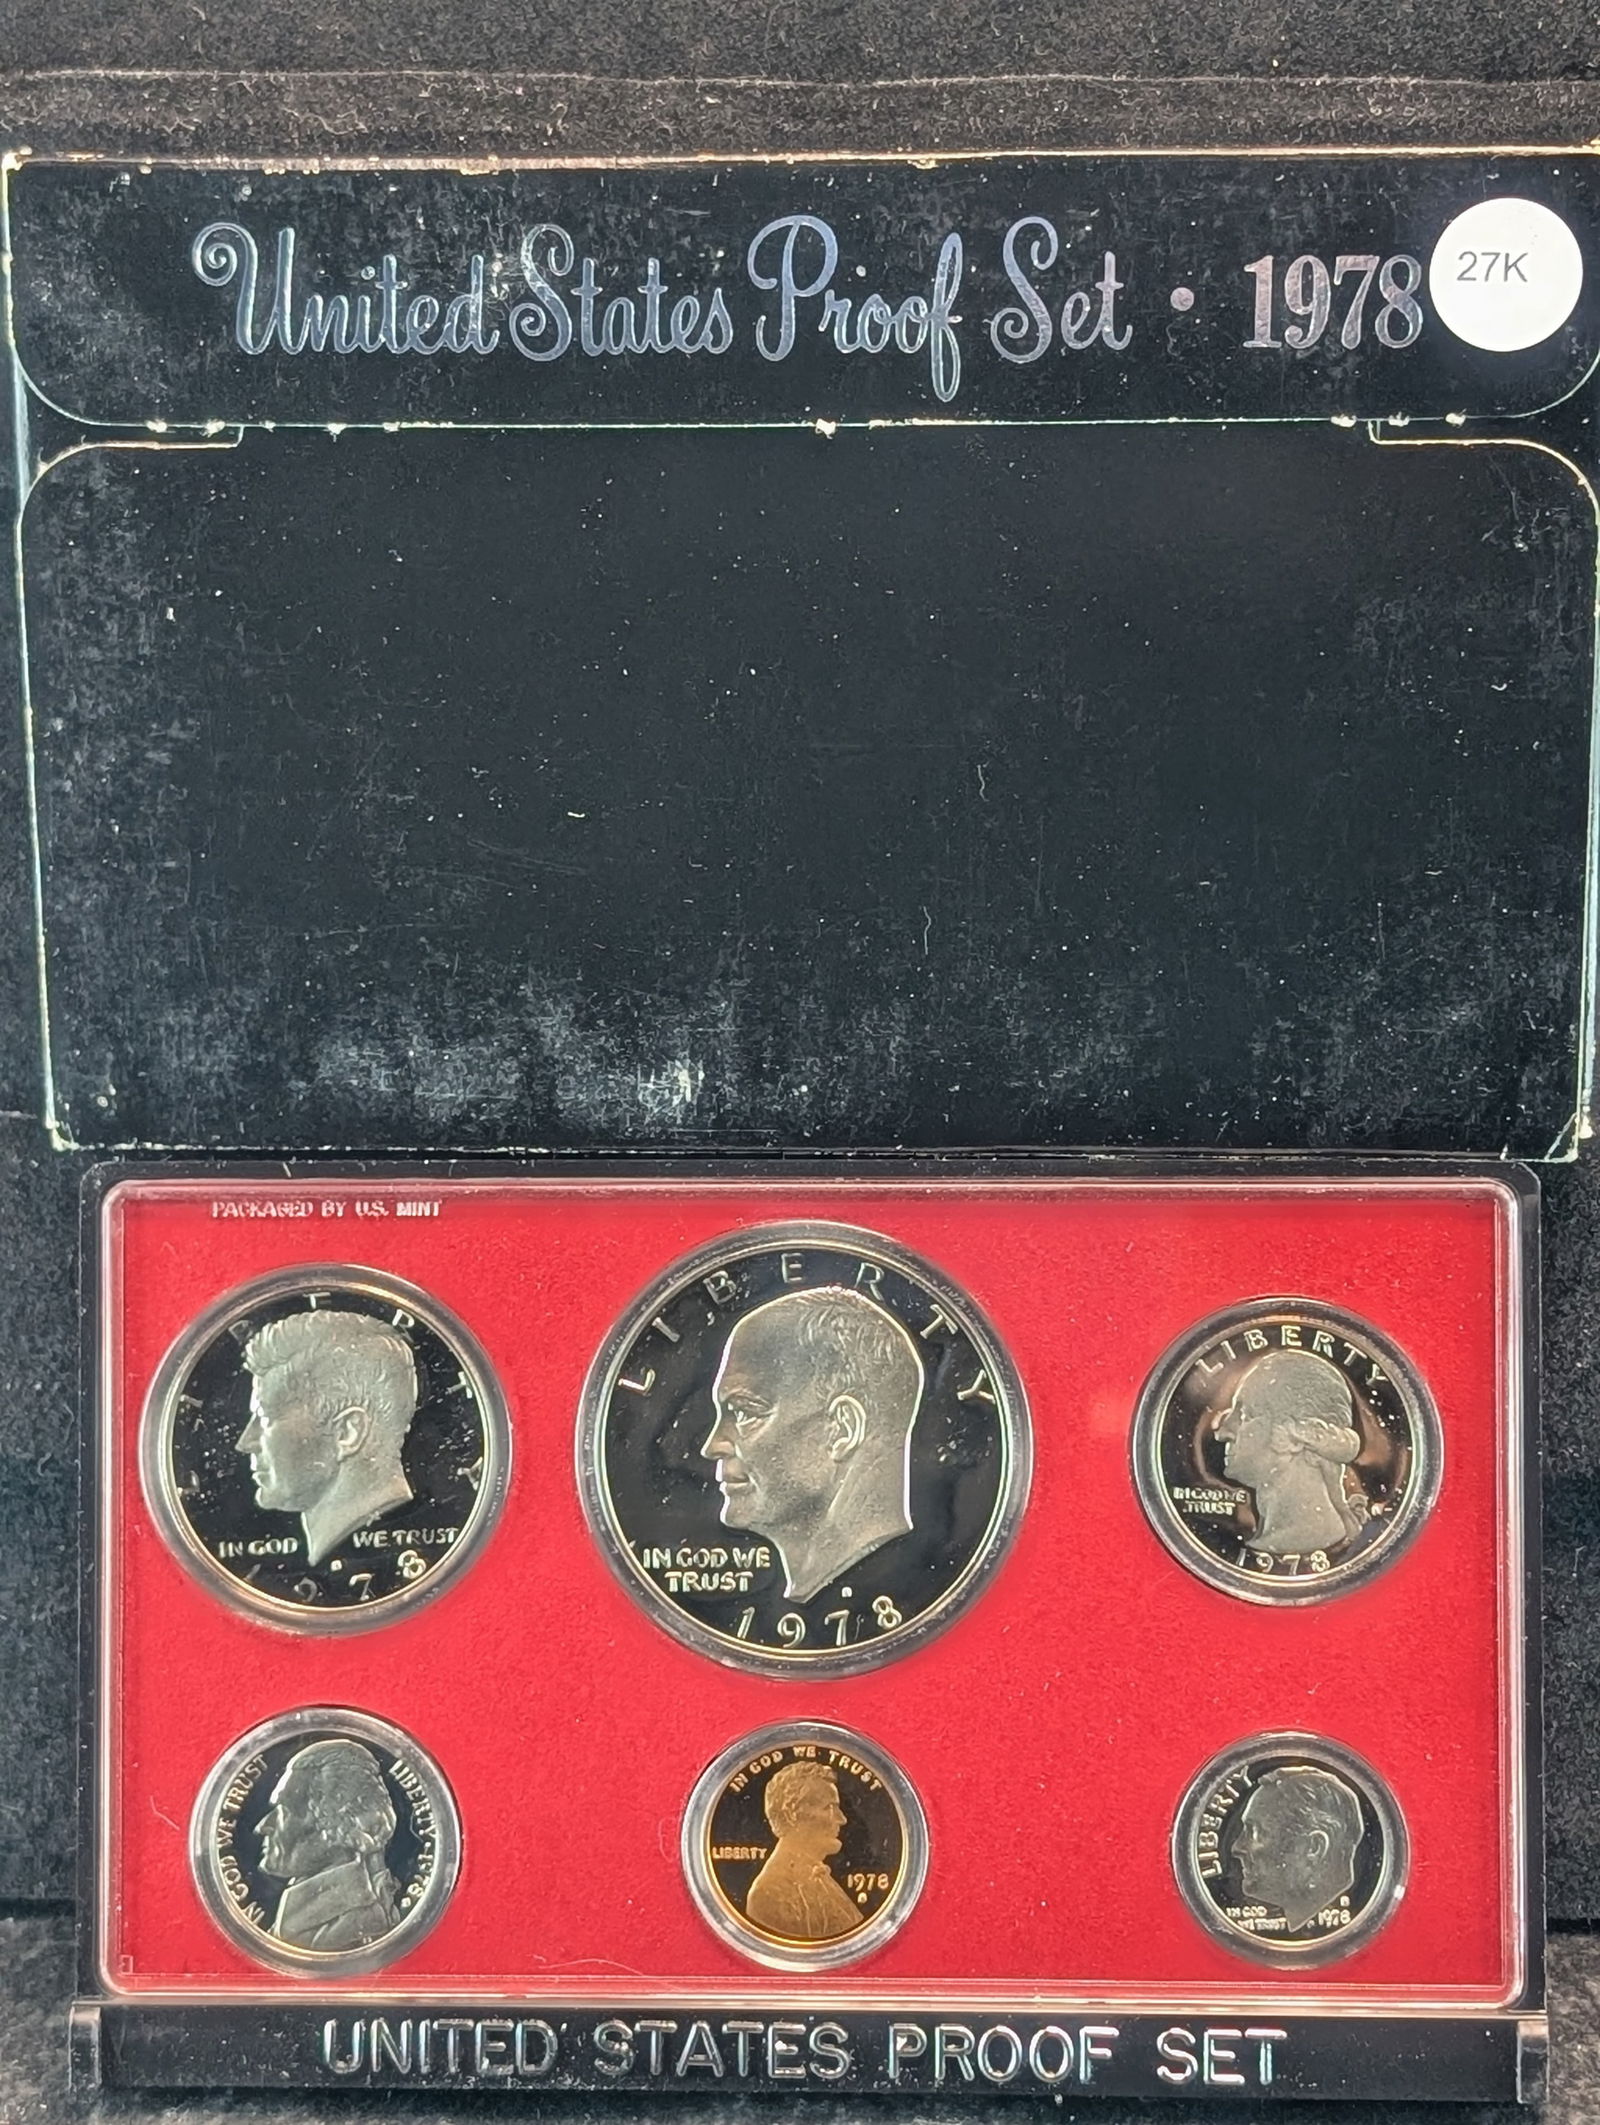 United States Proof Set • 1978
27K
PACKAGED BY U.S. MINT
LIBERTY
IN GOD WE TRUST
1978
LIBERTY
IN GOD WE
TRUST
S
1978
LIBERTY
IN GOD WE
TRUST
1978
IN GOD WE TRUST
LIBERTY • 1978
IN GOD WE TRUST
LIBERTY
1978
S
LIBERTY
IN GOD
WE TRUST
1978
UNITED STATES PROOF SET